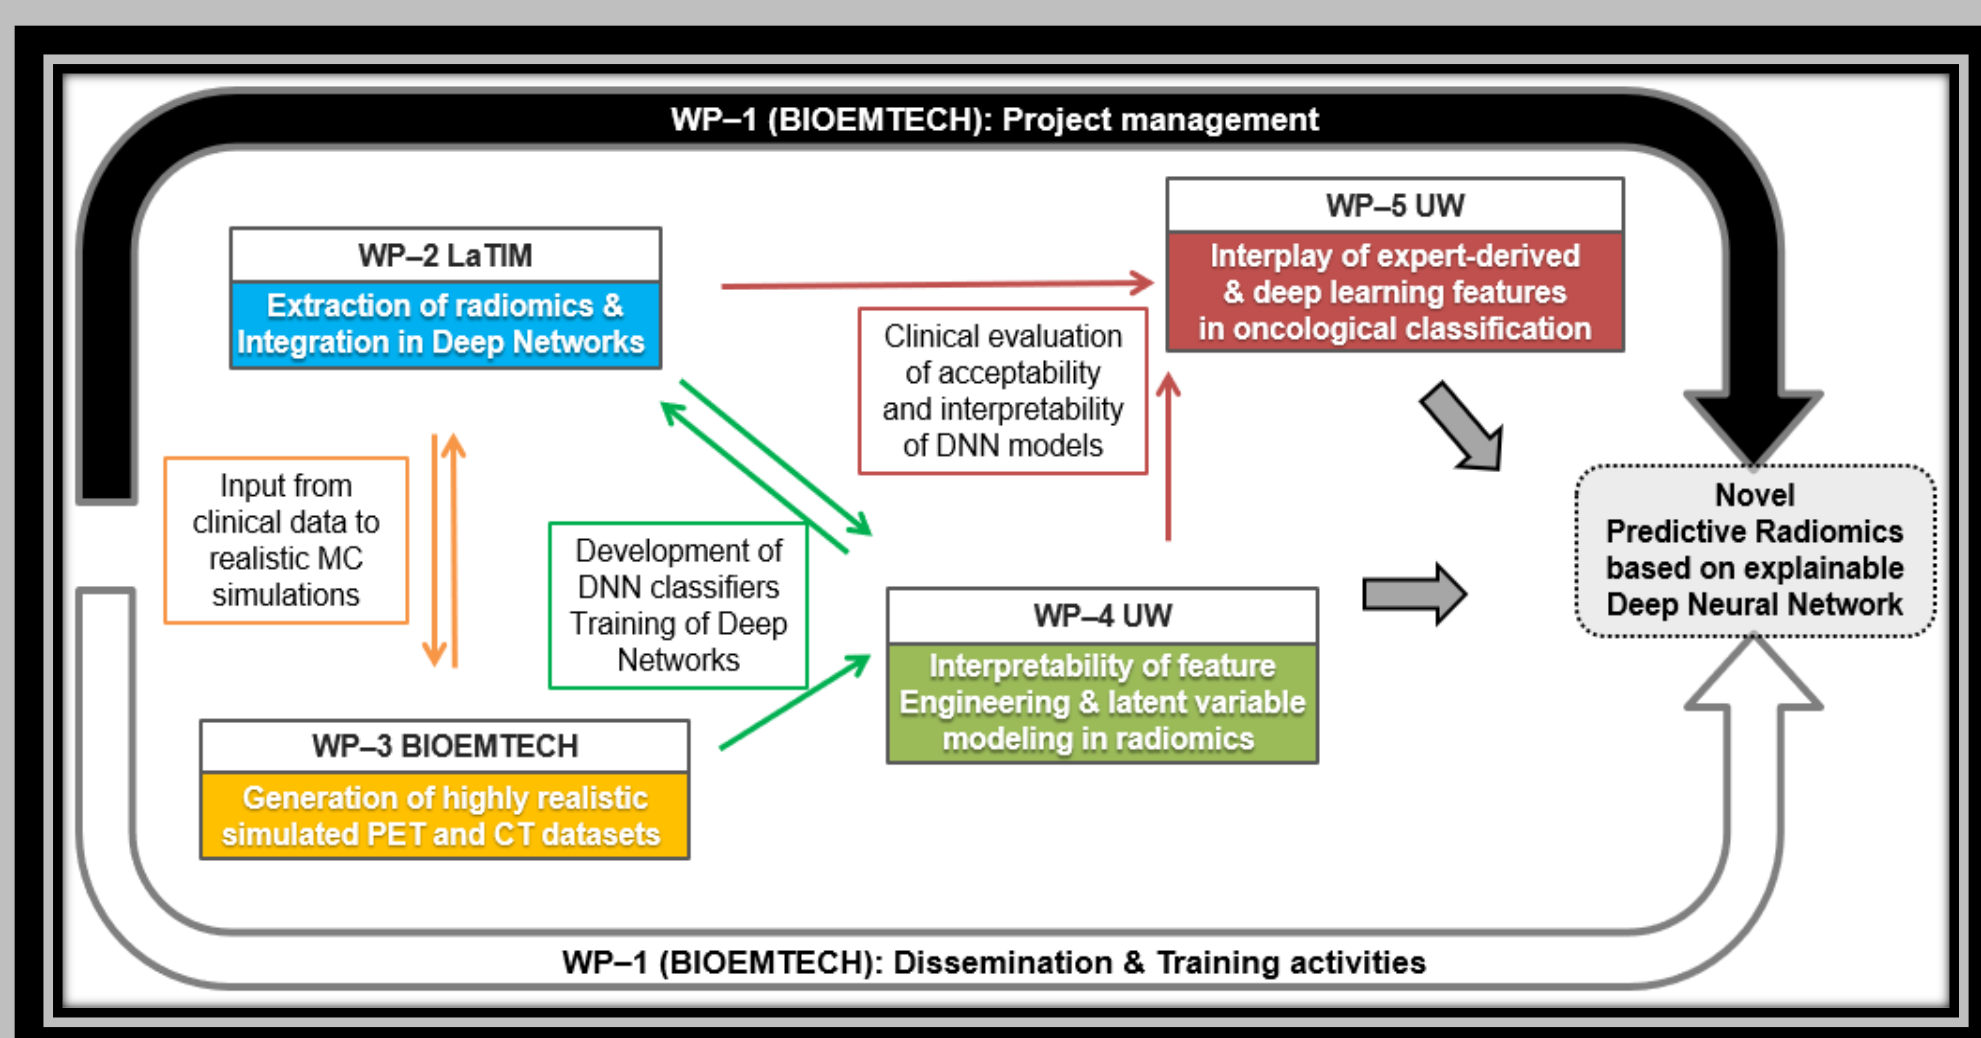 WP–1 (BIOEMTECH): Project management
WP–2 LaTIM
Extraction of radiomics &
Integration in Deep Networks
WP–5 UW
Interplay of expert-derived
& deep learning features
in oncological classification
Clinical evaluation
of acceptability
and interpretability
of DNN models
Input from
clinical data to
realistic MC
simulations
Development of
DNN classifiers
Training of Deep
Networks
Novel
Predictive Radiomics
based on explainable
Deep Neural Network
WP–4 UW
Interpretability of feature
Engineering & latent variable
modeling in radiomics
WP–3 BIOEMTECH
Generation of highly realistic
simulated PET and CT datasets
WP–1 (BIOEMTECH): Dissemination & Training activities